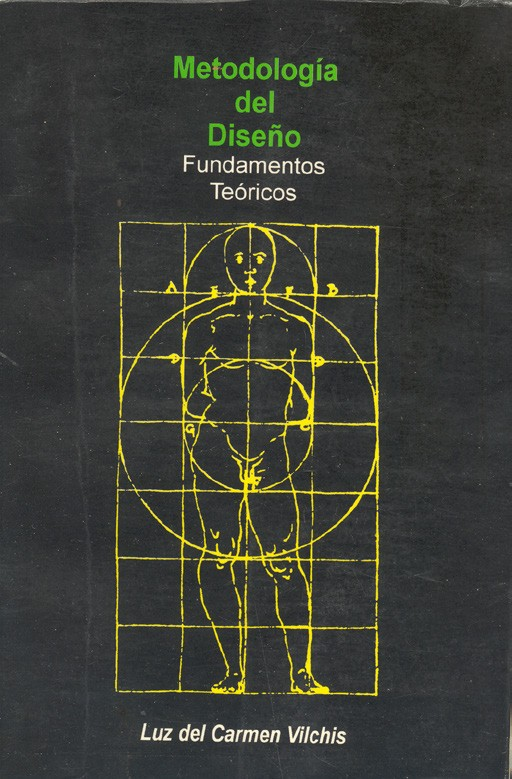 Metodología
del
Diseño
Fundamentos
Teóricos
A E F B
D D
G C
Luz del Carmen Vilchis